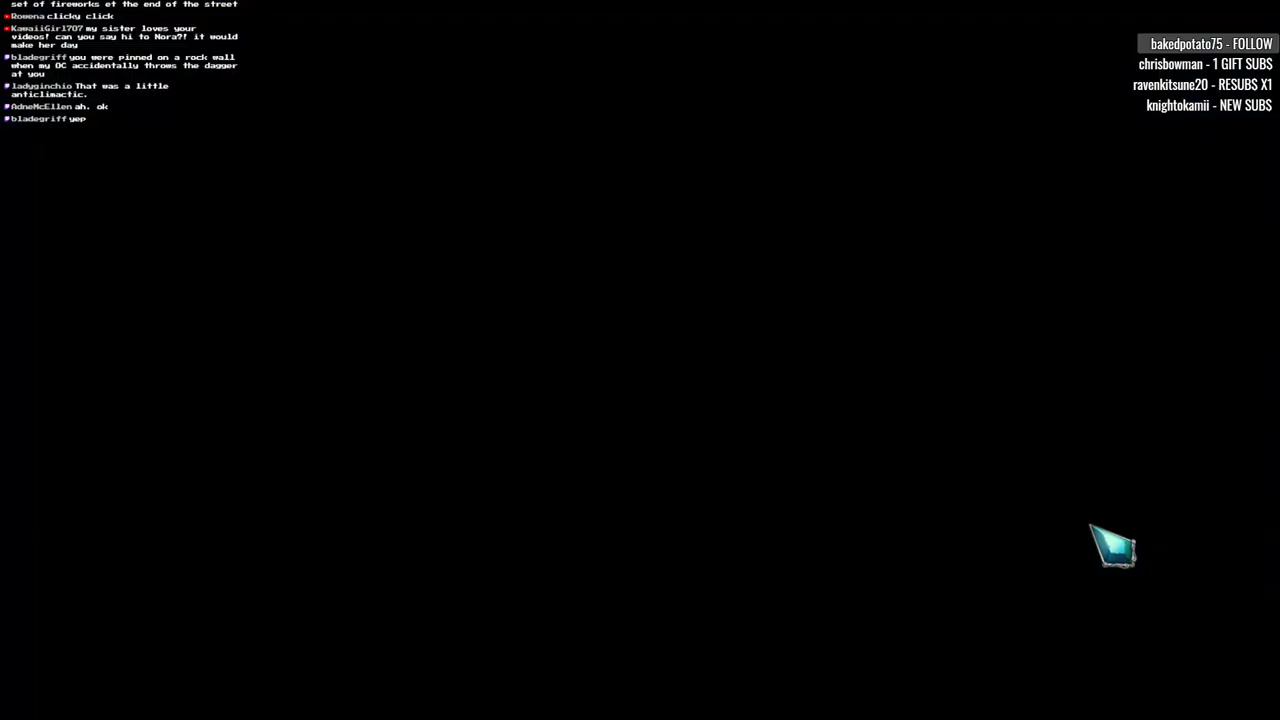 set of fireworks et the end of the street
Romena clicky click
KawaiiGirl707 my sister loves your
videos! can you say hi to Nora?! it would
make her day
bladegriff you were pinned on a rock wall
when my OC accidentally throws the dagger
at you
ladyginchio That was a little
anticlimactic.
AdneMcEllen ah. ok
bladegriff yep
bakedpotato75 - FOLLOW
chrisbowman - 1 GIFT SUBS
ravenkitsune20 - RESUBS X1
knightokamii - NEW SUBS